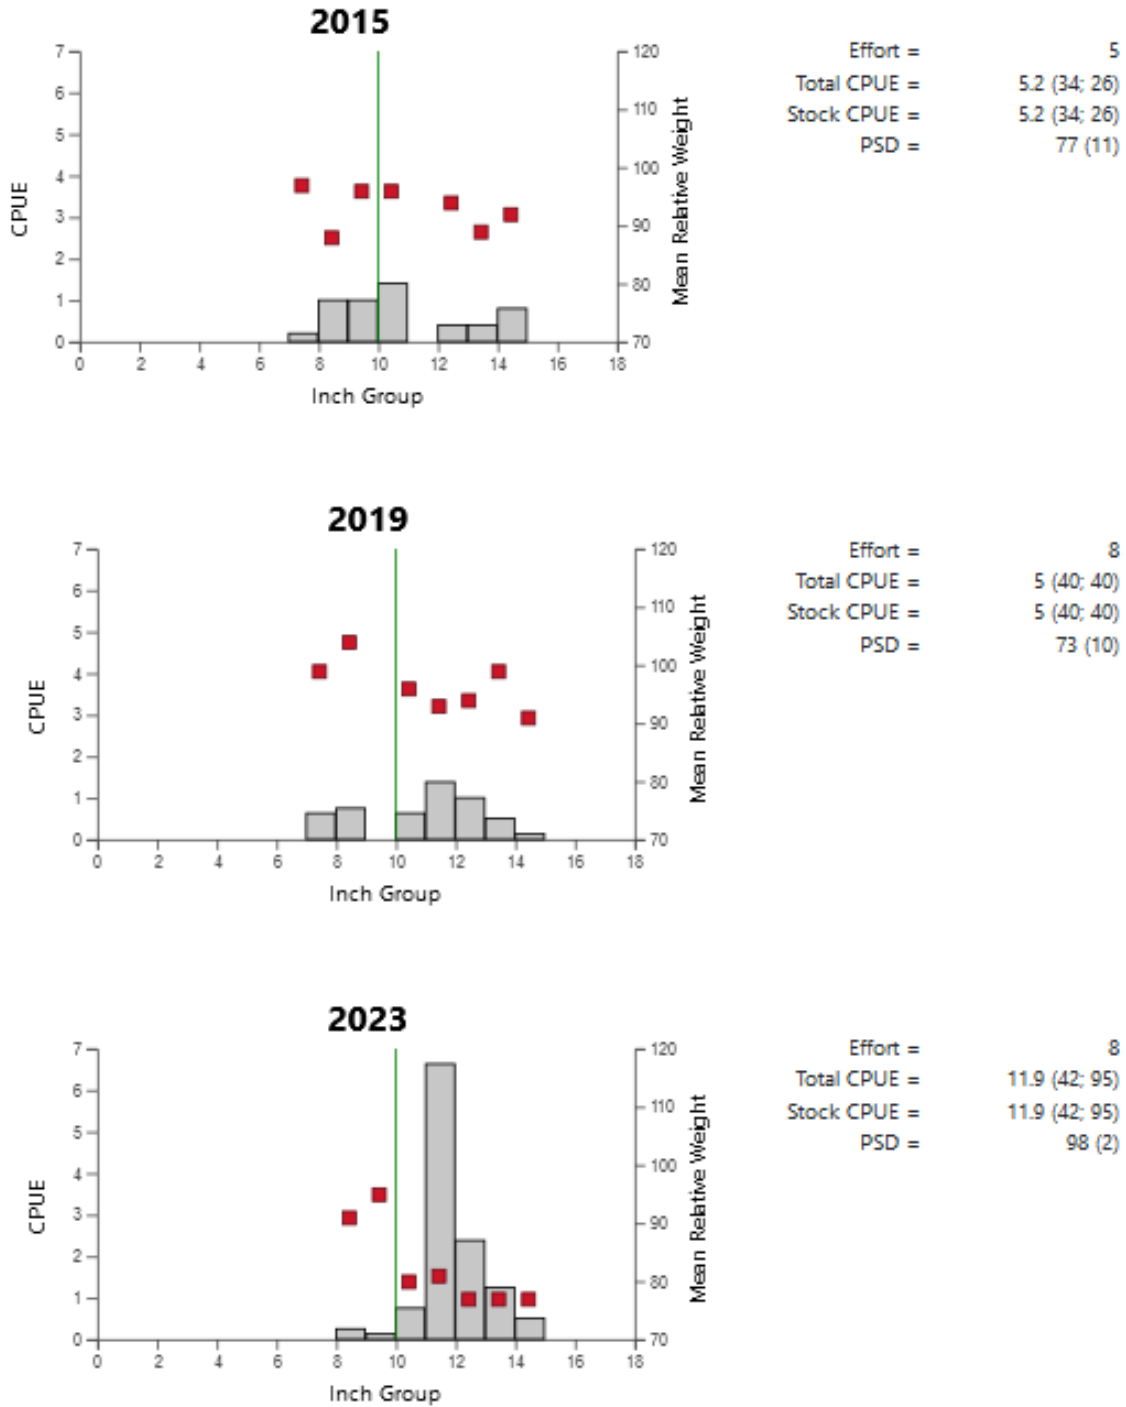 2015
7
6
5
4
3
2
1
0
CPUE
0 2 4 6 8 10 12 14 16 18
Inch Group
120
110
100
90
80
70
Mean Relative Weight
Effort = 5
Total CPUE = 5.2 (34; 26)
Stock CPUE = 5.2 (34; 26)
PSD = 77 (11)
2019
7
6
5
4
3
2
1
0
CPUE
0 2 4 6 8 10 12 14 16 18
Inch Group
120
110
100
90
80
70
Mean Relative Weight
Effort = 8
Total CPUE = 5 (40; 40)
Stock CPUE = 5 (40; 40)
PSD = 73 (10)
2023
7
6
5
4
3
2
1
0
CPUE
0 2 4 6 8 10 12 14 16 18
Inch Group
120
110
100
90
80
70
Mean Relative Weight
Effort = 8
Total CPUE = 11.9 (42; 95)
Stock CPUE = 11.9 (42; 95)
PSD = 98 (2)